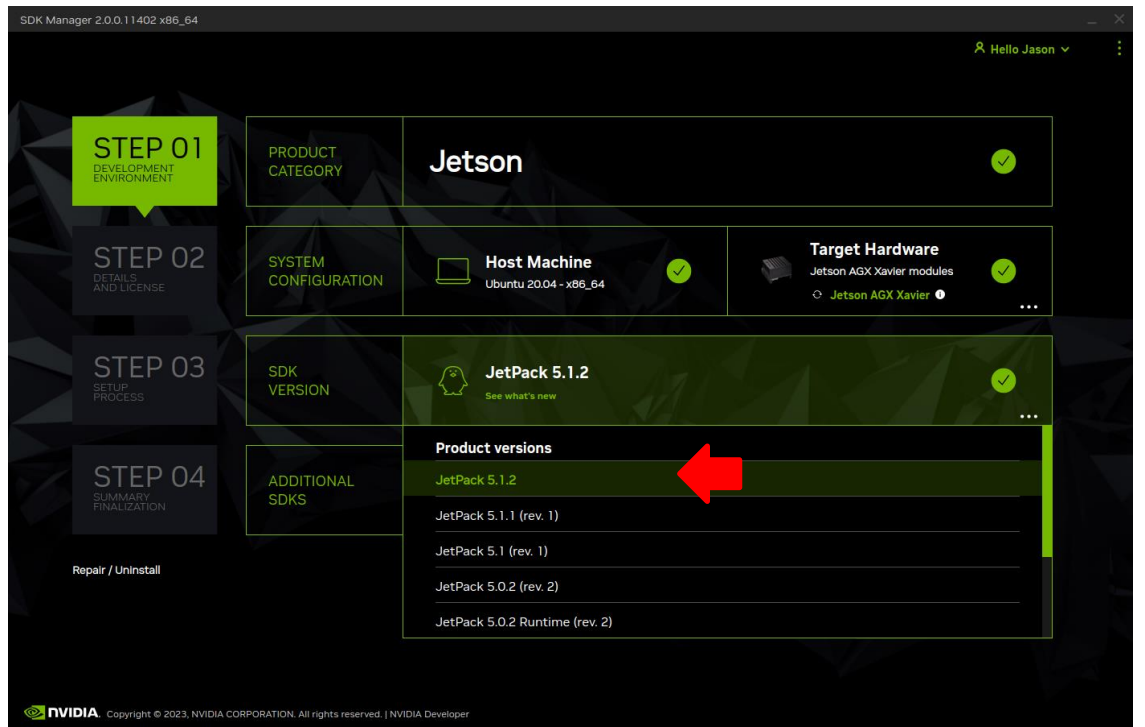 SDK Manager 2.0.0.11402 x86_64
Hello Jason
STEP 01
DEVELOPMENT
ENVIRONMENT
PRODUCT
CATEGORY
Jetson
STEP 02
DETAILS
AND LICENSE
SYSTEM
CONFIGURATION
Host Machine
Ubuntu 20.04 - x86_64
Target Hardware
Jetson AGX Xavier modules
Jetson AGX Xavier
STEP 03
SETUP
PROCESS
SDK
VERSION
JetPack 5.1.2
See what's new
STEP 04
SUMMARY
FINALIZATION
ADDITIONAL
SDKS
Product versions
JetPack 5.1.2
JetPack 5.1.1 (rev. 1)
JetPack 5.1 (rev. 1)
JetPack 5.0.2 (rev. 2)
JetPack 5.0.2 Runtime (rev. 2)
Repair / Uninstall
NVIDIA. Copyright © 2023, NVIDIA CORPORATION. All rights reserved. | NVIDIA Developer